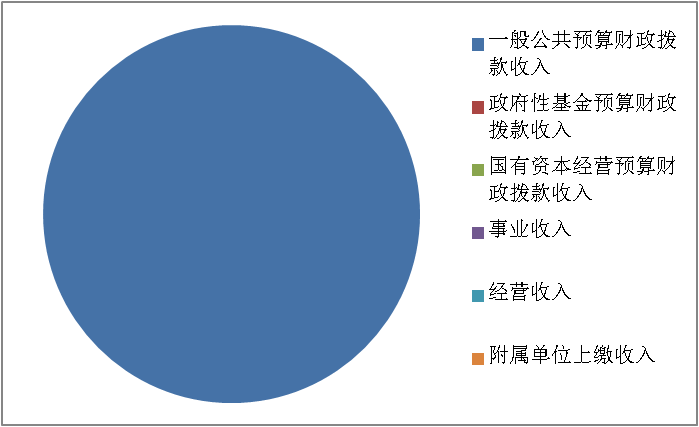 一般公共预算财政拨
款收入
政府性基金预算财政
拨款收入
国有资本经营预算财
政拨款收入
事业收入
经营收入
附属单位上缴收入